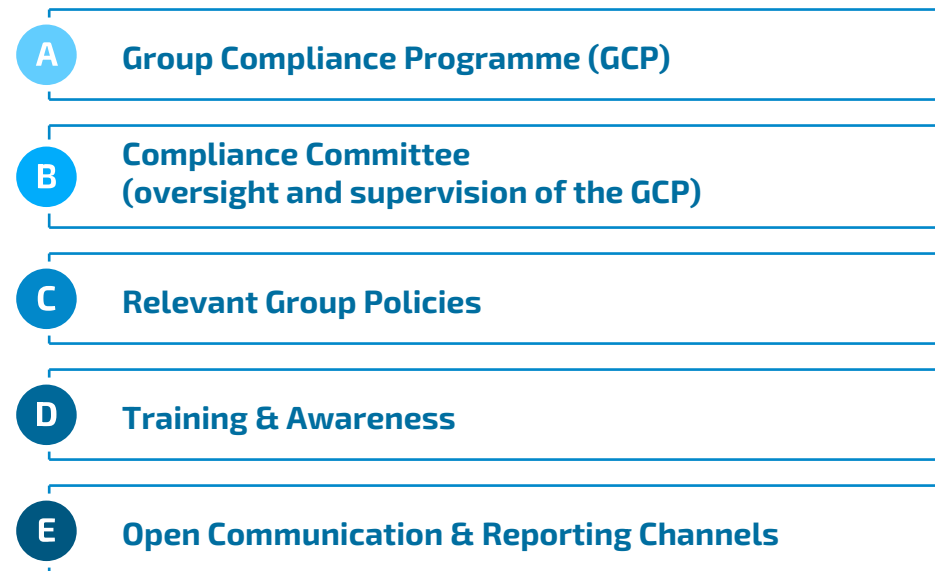 A
Group Compliance Programme (GCP)
B
Compliance Committee
(oversight and supervision of the GCP)
C
Relevant Group Policies
D
Training & Awareness
E
Open Communication & Reporting Channels